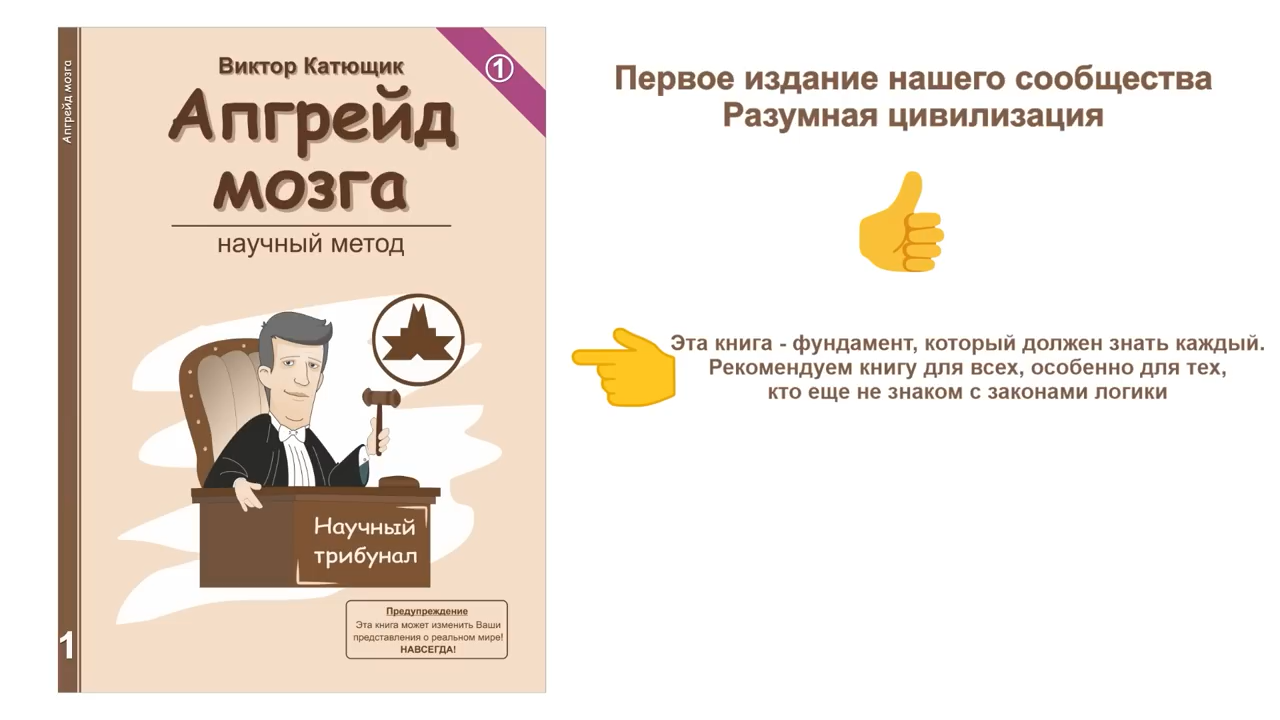 Апгрейд мозга
1
Виктор Катющик
1
Апгрейд
мозга
научный метод
Научный
трибунал
Предупреждение
Эта книга может изменить Ваши
представления о реальном мире!
НАВСЕГДА!
Первое издание нашего сообщества
Разумная цивилизация
Эта книга - фундамент, который должен знать каждый.
Рекомендуем книгу для всех, особенно для тех,
кто еще не знаком с законами логики